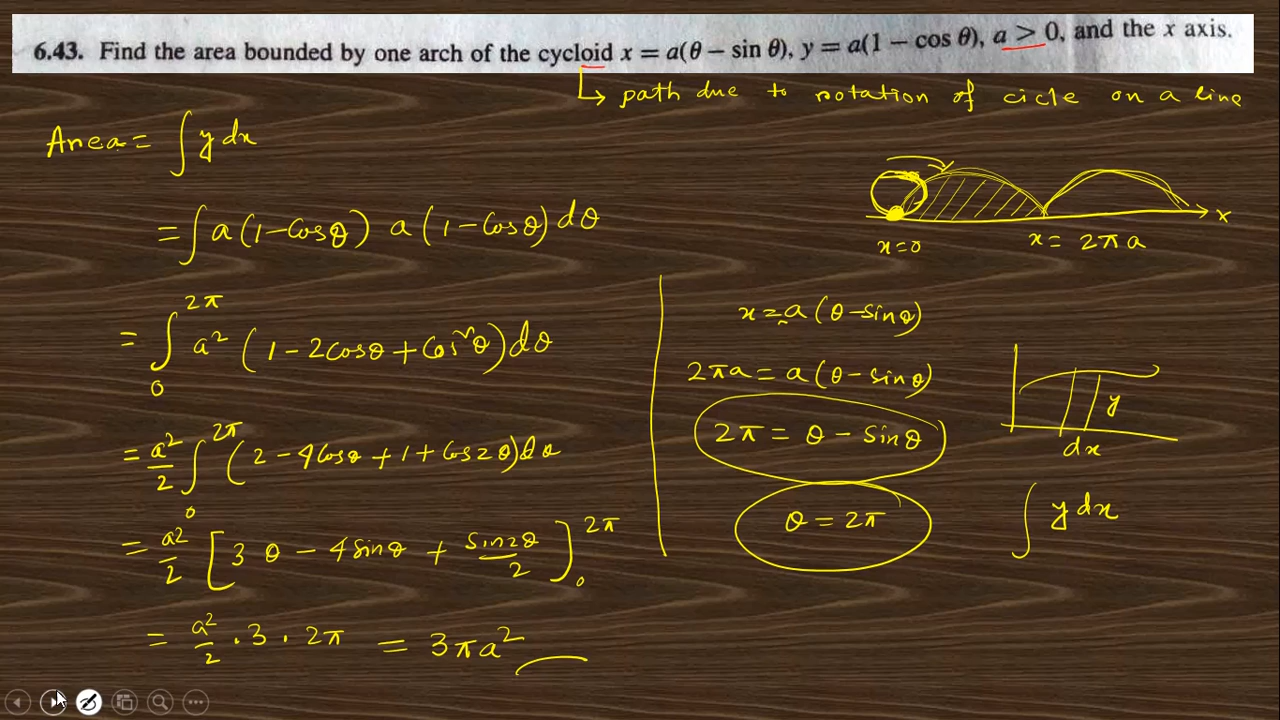 6.43. Find the area bounded by one arch of the cycloid x = a(θ − sin θ), y = a(1 − cos θ), a > 0, and the x axis.
↳ path due to rotation of cicle on a line
Area = ∫ y dx
= ∫ a(1-Cosθ) a(1-Cosθ) dθ
= ∫₀^2π a² (1-2cosθ + Cos²θ) dθ
= a²/2 ∫₀^2π (2 - 4Cosθ + 1 + Cos2θ) dθ
= a²/2 [3θ - 4sinθ + sin2θ/2]₀^2π
= a²/2 · 3 · 2π = 3πa²
x
x=0 x= 2πa
x = a(θ-sinθ)
2πa = a(θ-sinθ)
2π = θ - sinθ
θ = 2π
y
dx
∫ y dx